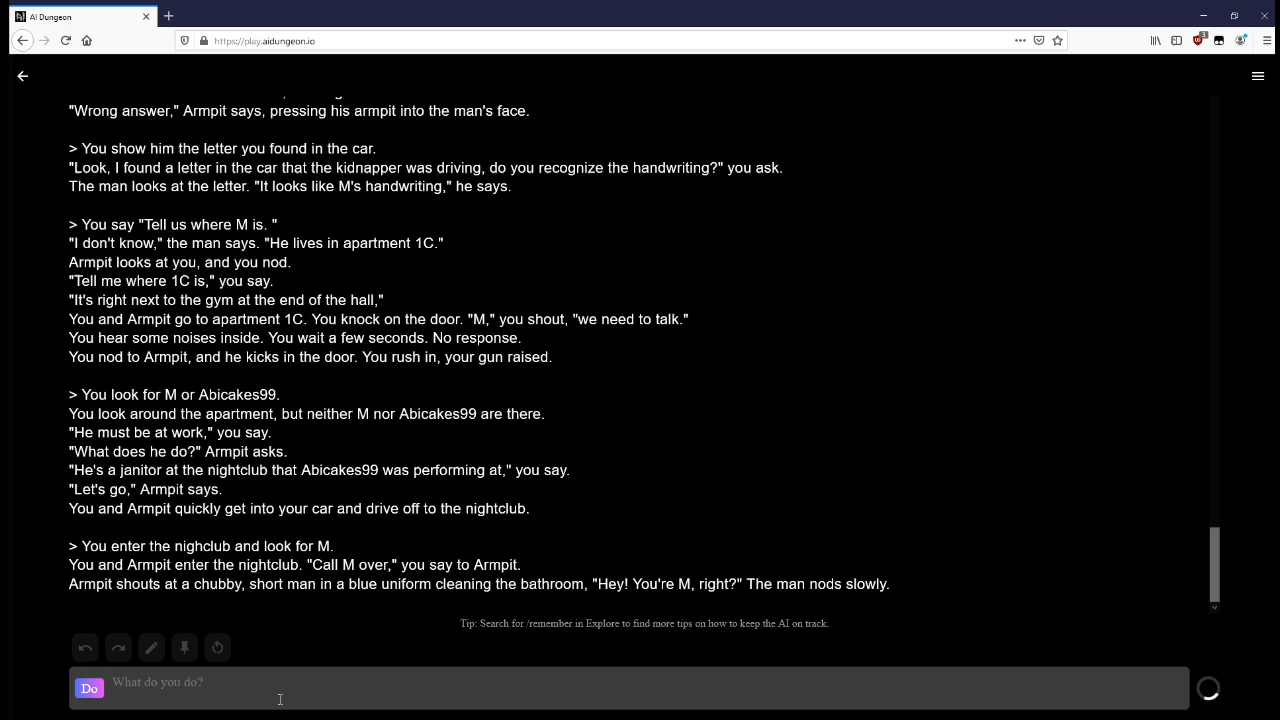 AI Dungeon
https://play.aidungeon.io
"Wrong answer," Armpit says, pressing his armpit into the man's face.
> You show him the letter you found in the car.
"Look, I found a letter in the car that the kidnapper was driving, do you recognize the handwriting?" you ask.
The man looks at the letter. "It looks like M's handwriting," he says.
> You say "Tell us where M is. "
"I don't know," the man says. "He lives in apartment 1C."
Armpit looks at you, and you nod.
"Tell me where 1C is," you say.
"It's right next to the gym at the end of the hall,"
You and Armpit go to apartment 1C. You knock on the door. "M," you shout, "we need to talk."
You hear some noises inside. You wait a few seconds. No response.
You nod to Armpit, and he kicks in the door. You rush in, your gun raised.
> You look for M or Abicakes99.
You look around the apartment, but neither M nor Abicakes99 are there.
"He must be at work," you say.
"What does he do?" Armpit asks.
"He's a janitor at the nightclub that Abicakes99 was performing at," you say.
"Let's go," Armpit says.
You and Armpit quickly get into your car and drive off to the nightclub.
> You enter the nighclub and look for M.
You and Armpit enter the nightclub. "Call M over," you say to Armpit.
Armpit shouts at a chubby, short man in a blue uniform cleaning the bathroom, "Hey! You're M, right?" The man nods slowly.
Tip: Search for /remember in Explore to find more tips on how to keep the AI on track.
Do What do you do?